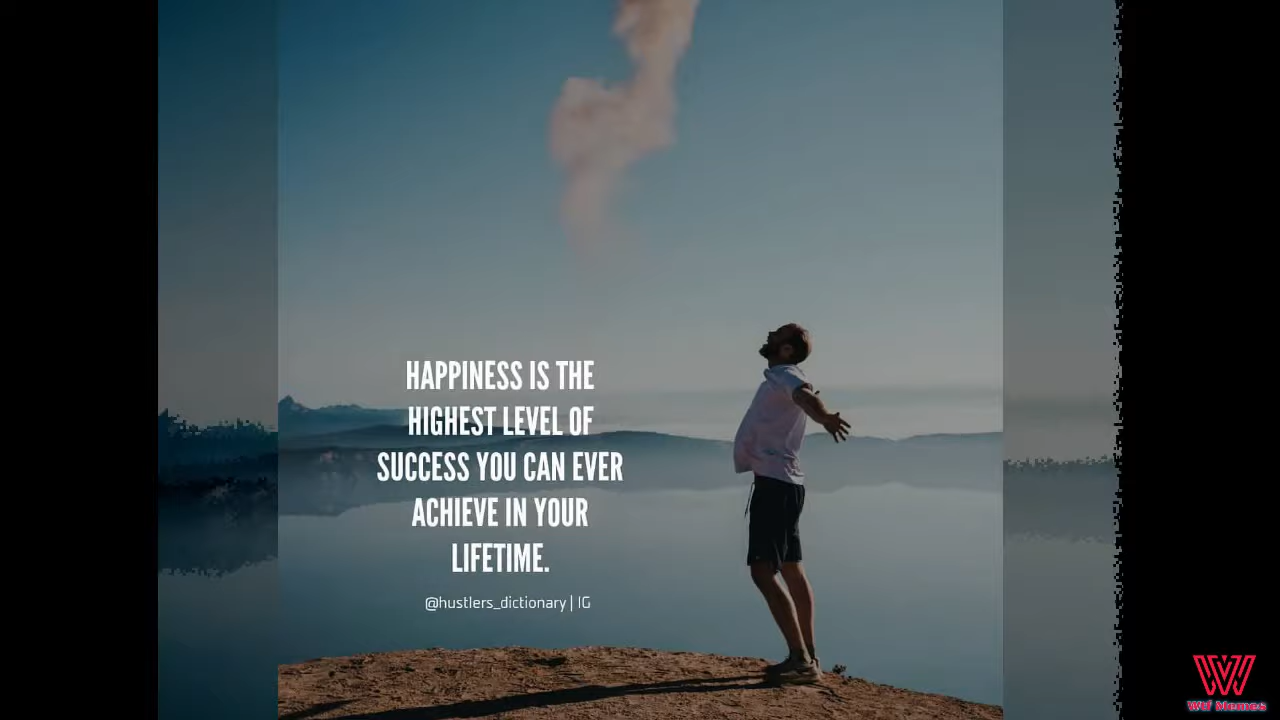 HAPPINESS IS THE
HIGHEST LEVEL OF
SUCCESS YOU CAN EVER
ACHIEVE IN YOUR
LIFETIME.
@hustlers_dictionary | IG
Wtf Memes